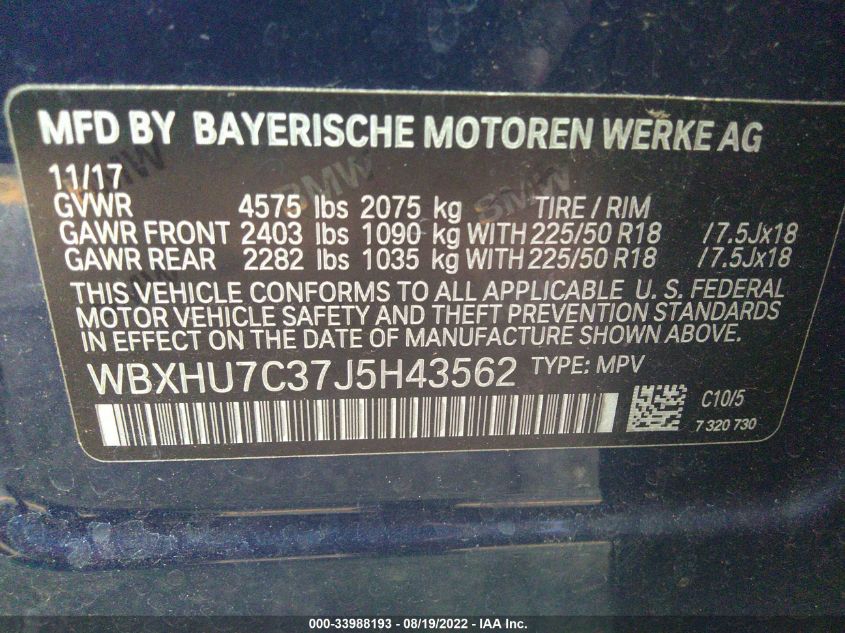 MFD BY BAYERISCHE MOTOREN WERKE AG
11/17
GVWR 4575 lbs 2075 kg TIRE / RIM
GAWR FRONT 2403 lbs 1090 kg WITH 225/50 R18 /7.5Jx18
GAWR REAR 2282 lbs 1035 kg WITH 225/50 R18 /7.5Jx18
THIS VEHICLE CONFORMS TO ALL APPLICABLE U. S. FEDERAL
MOTOR VEHICLE SAFETY AND THEFT PREVENTION STANDARDS
IN EFFECT ON THE DATE OF MANUFACTURE SHOWN ABOVE.
WBXHU7C37J5H43562 TYPE: MPV
C10/5
7 320 730
BMW
BMW
BMW
BMW
000-33988193 - 08/19/2022 - IAA Inc.